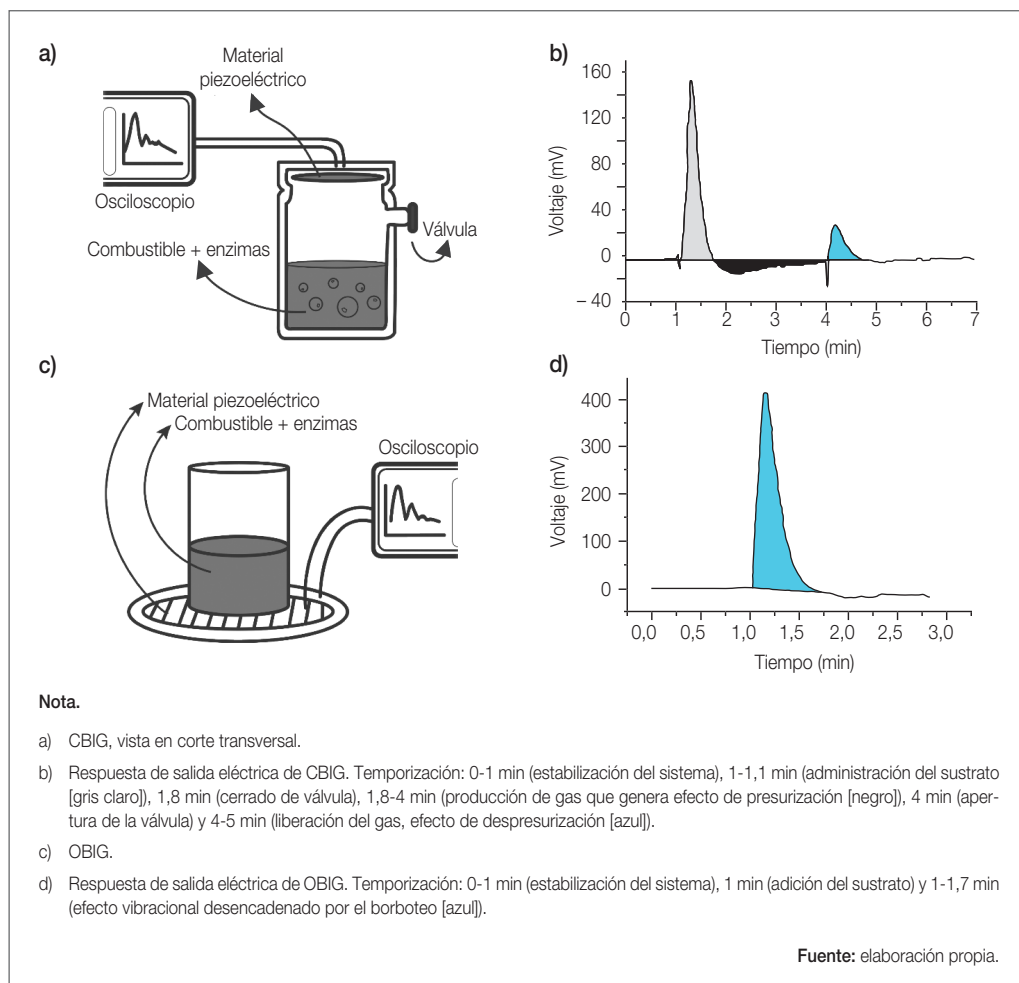 a)
Material
piezoeléctrico
Osciloscopio
Válvula
Combustible + enzimas
b)
160
120
80
40
0
– 40
Voltaje (mV)
0 1 2 3 4 5 6 7
Tiempo (min)
c)
Material piezoeléctrico
Combustible + enzimas
Osciloscopio
d)
400
300
200
100
0
Voltaje (mV)
0,0 0,5 1,0 1,5 2,0 2,5 3,0
Tiempo (min)
Nota.
a) CBIG, vista en corte transversal.
b) Respuesta de salida eléctrica de CBIG. Temporización: 0-1 min (estabilización del sistema), 1-1,1 min (administración del sustrato
[gris claro]), 1,8 min (cerrado de válvula), 1,8-4 min (producción de gas que genera efecto de presurización [negro]), 4 min (aper-
tura de la válvula) y 4-5 min (liberación del gas, efecto de despresurización [azul]).
c) OBIG.
d) Respuesta de salida eléctrica de OBIG. Temporización: 0-1 min (estabilización del sistema), 1 min (adición del sustrato) y 1-1,7 min
(efecto vibracional desencadenado por el borboteo [azul]).
Fuente: elaboración propia.